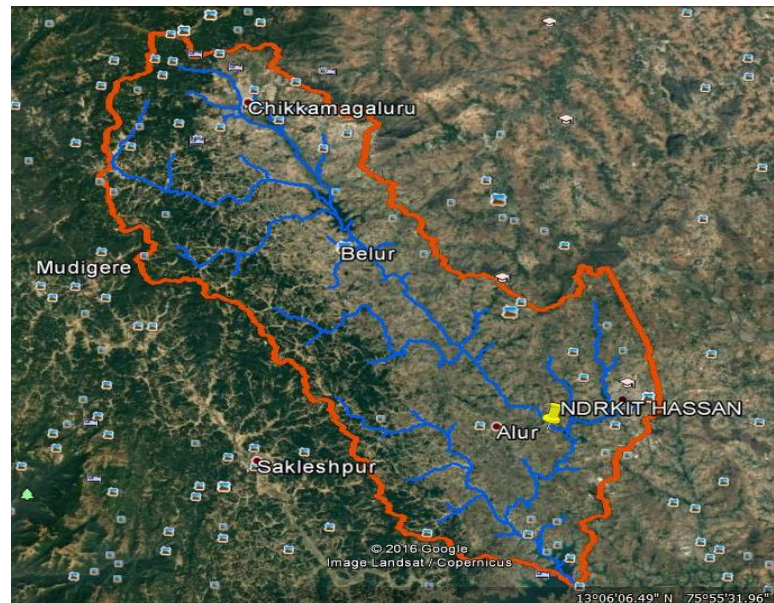 Chikkamagaluru
Belur
Mudigere
NDRKIT HASSAN
Alur
Sakleshpur
© 2016 Google
Image Landsat / Copernicus
13°06'06.49" N 75°55'31.96"